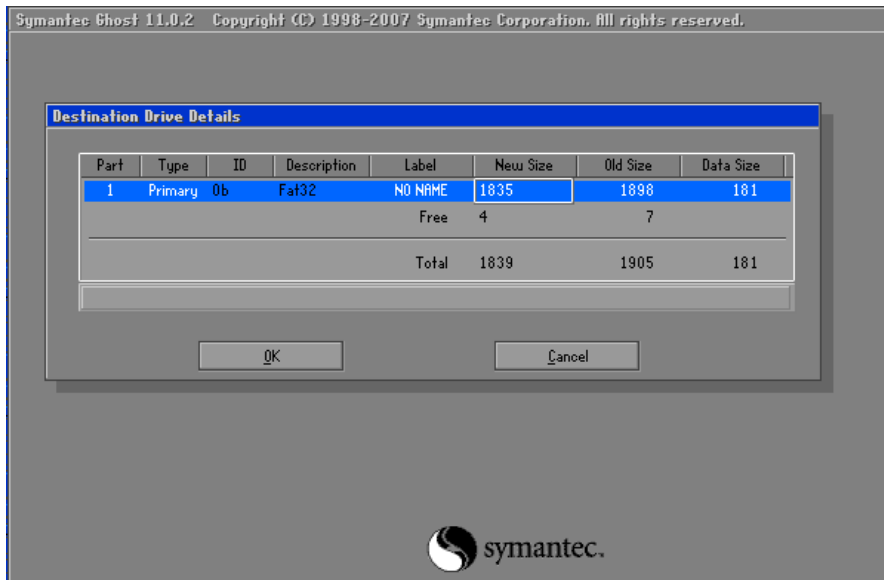 Symantec Ghost 11.0.2 Copyright (C) 1998-2007 Symantec Corporation. All rights reserved.
Destination Drive Details
Part Type ID Description Label New Size Old Size Data Size
1 Primary 0b Fat32 NO NAME 1835 1898 181
Free 4 7
Total 1839 1905 181
OK Cancel
symantec.